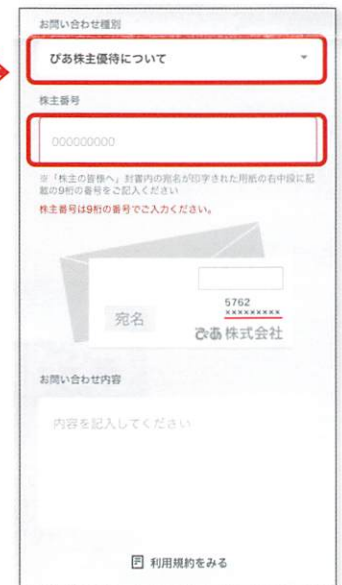 お問い合わせ種別
ぴあ株主優待について
株主番号
000000000
※「株主の皆様へ」封書内の宛名が印字された用紙の右中段に記
載の9桁の番号をご記入ください
株主番号は9桁の番号でご入力ください。
5762
×××××××××
宛名
ぴあ株式会社
お問い合わせ内容
内容を記入してください
利用規約をみる